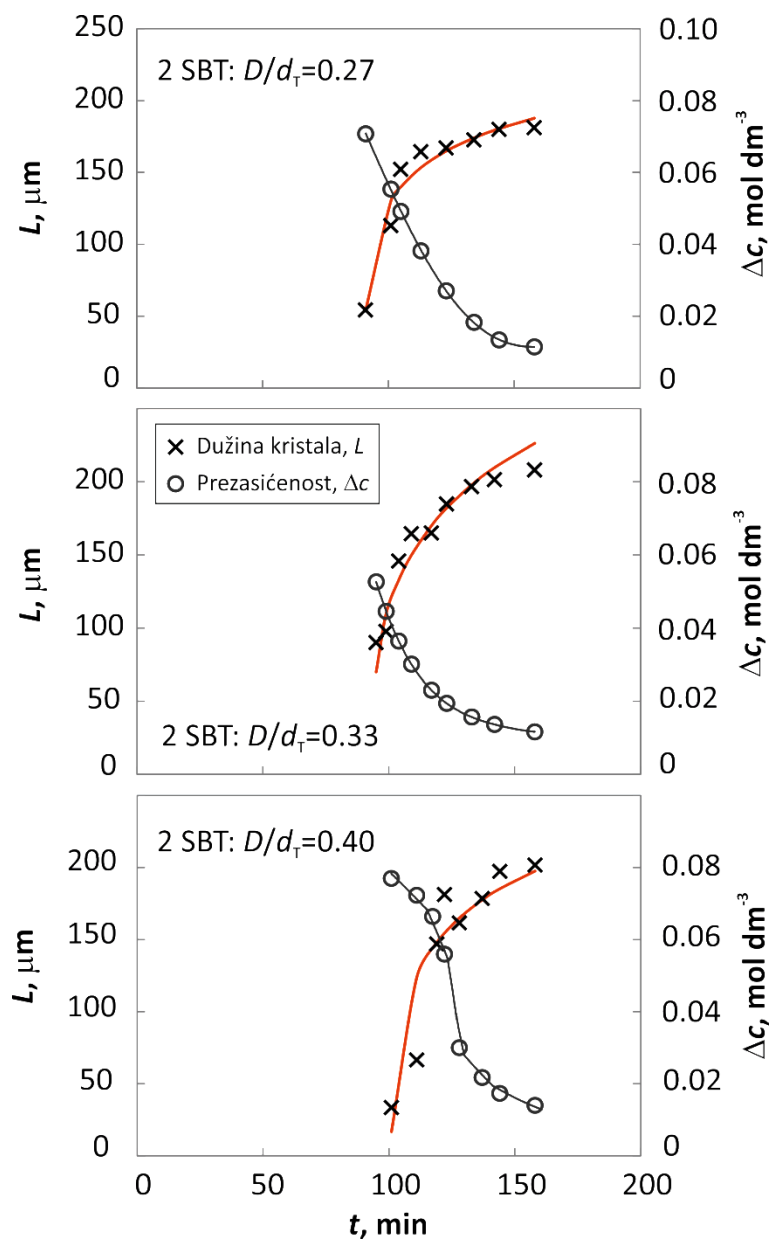 250
200
150
100
50
0
L, μm
2 SBT: D/dT=0.27
0.10
0.08
0.06
0.04
0.02
0
Δc, mol dm-3
200
150
100
50
0
L, μm
Dužina kristala, L
Prezasićenost, Δc
2 SBT: D/dT=0.33
0.08
0.06
0.04
0.02
0
Δc, mol dm-3
200
150
100
50
0
L, μm
2 SBT: D/dT=0.40
0.08
0.06
0.04
0.02
0
Δc, mol dm-3
0 50 100 150 200
t, min